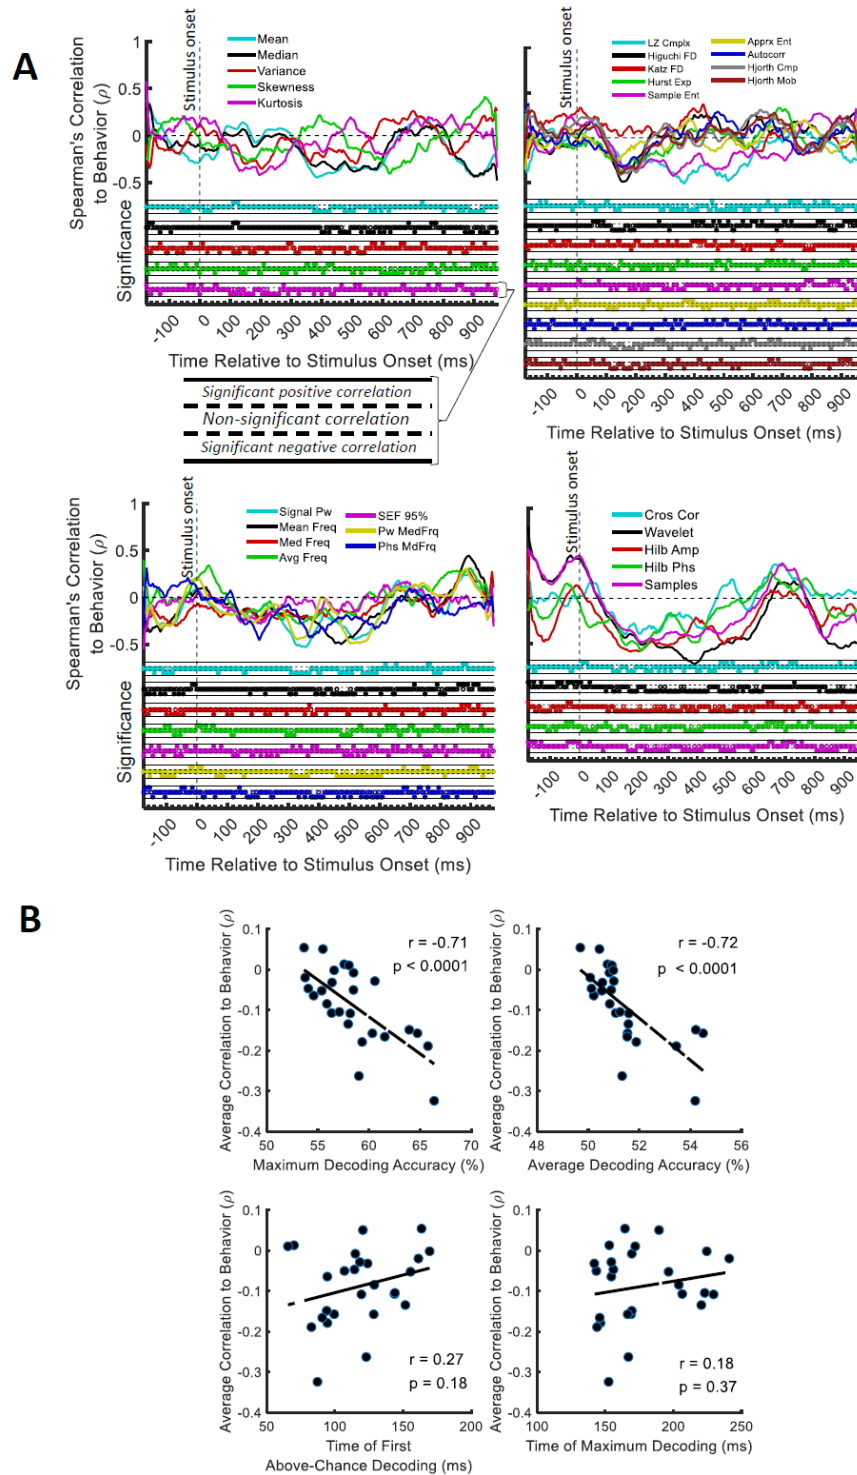 A
Stimulus onset
Mean
Median
Variance
Skewness
Kurtosis
1
0.5
0
-0.5
Spearman's Correlation
to Behavior (ρ)
Significance
-100 0 100 200 300 400 500 600 700 800 900
Time Relative to Stimulus Onset (ms)
Stimulus onset
LZ Cmplx
Higuchi FD
Katz FD
Hurst Exp
Sample Ent
Apprx Ent
Autocorr
Hjorth Cmp
Hjorth Mob
-100 0 100 200 300 400 500 600 700 800 900
Time Relative to Stimulus Onset (ms)
Significant positive correlation
Non-significant correlation
Significant negative correlation
Stimulus onset
Signal Pw
Mean Freq
Med Freq
Avg Freq
SEF 95%
Pw MedFrq
Phs MdFrq
1
0.5
0
-0.5
Spearman's Correlation
to Behavior (ρ)
Significance
-100 0 100 200 300 400 500 600 700 800 900
Time Relative to Stimulus Onset (ms)
Stimulus onset
Cros Cor
Wavelet
Hilb Amp
Hilb Phs
Samples
-100 0 100 200 300 400 500 600 700 800 900
Time Relative to Stimulus Onset (ms)
B
Average Correlation to Behavior (ρ)
0.1
0
-0.1
-0.2
-0.3
-0.4
r = -0.71
p < 0.0001
50 55 60 65 70
Maximum Decoding Accuracy (%)
Average Correlation to Behavior (ρ)
0.1
0
-0.1
-0.2
-0.3
-0.4
r = -0.72
p < 0.0001
48 50 52 54 56
Average Decoding Accuracy (%)
Average Correlation to Behavior (ρ)
0.1
0
-0.1
-0.2
-0.3
-0.4
r = 0.27
p = 0.18
50 100 150 200
Time of First
Above-Chance Decoding (ms)
Average Correlation to Behavior (ρ)
0.1
0
-0.1
-0.2
-0.3
-0.4
r = 0.18
p = 0.37
100 150 200 250
Time of Maximum Decoding (ms)